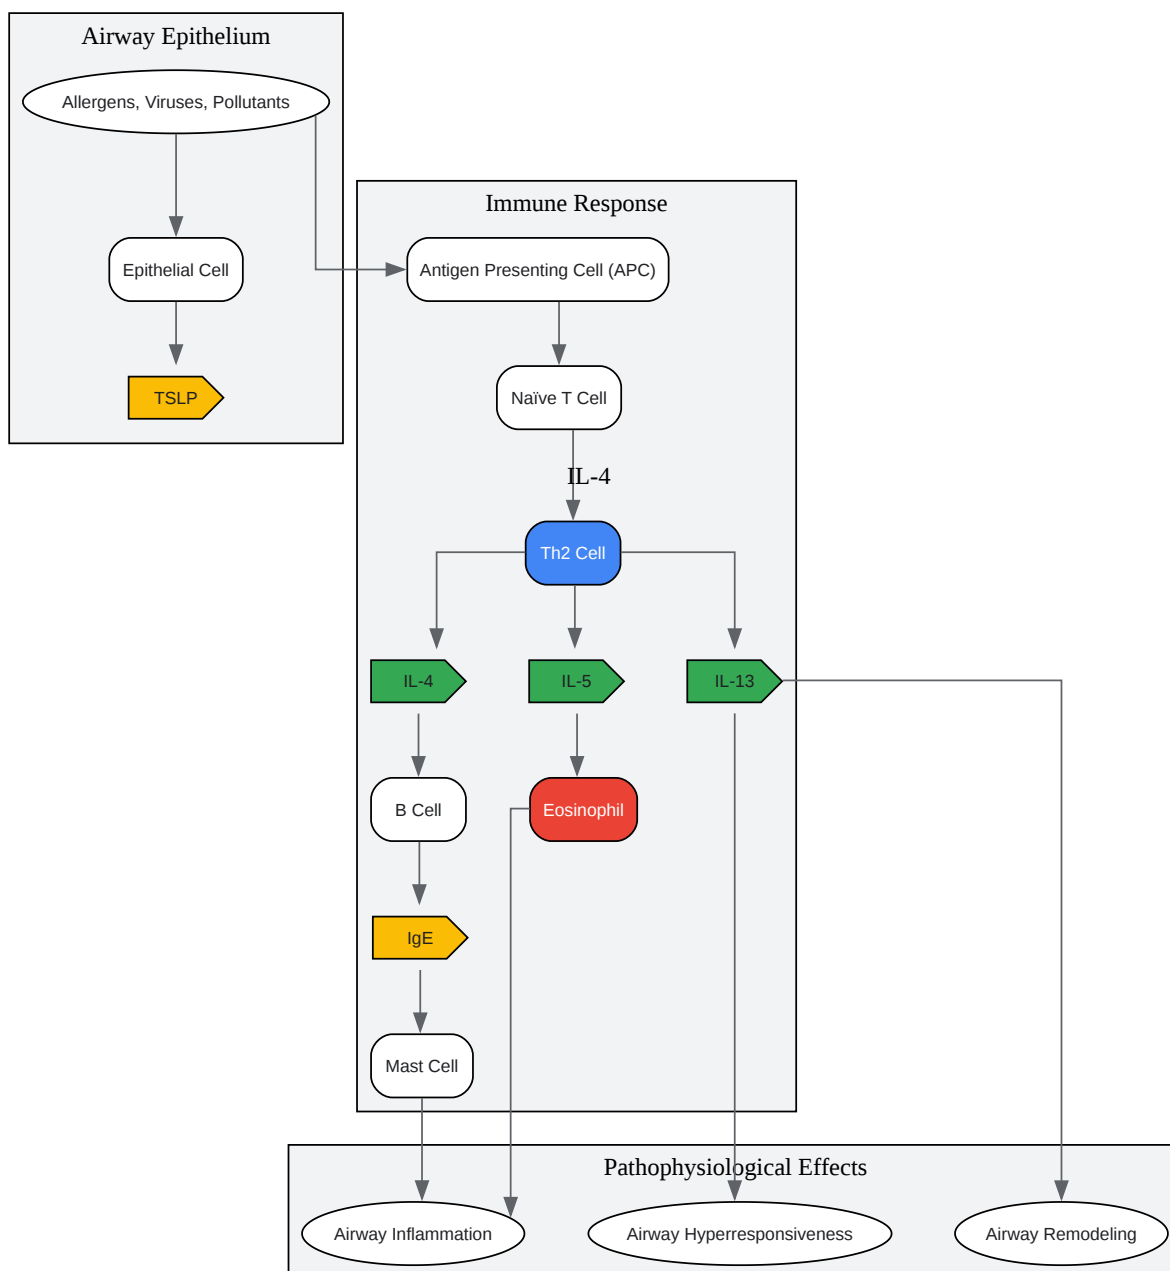 Airway Epithelium
Allergens, Viruses, Pollutants
Immune Response
Epithelial Cell
Antigen Presenting Cell (APC)
TSLP
Naïve T Cell
IL-4
Th2 Cell
IL-4
IL-5
IL-13
B Cell
Eosinophil
IgE
Mast Cell
Pathophysiological Effects
Airway Inflammation
Airway Hyperresponsiveness
Airway Remodeling